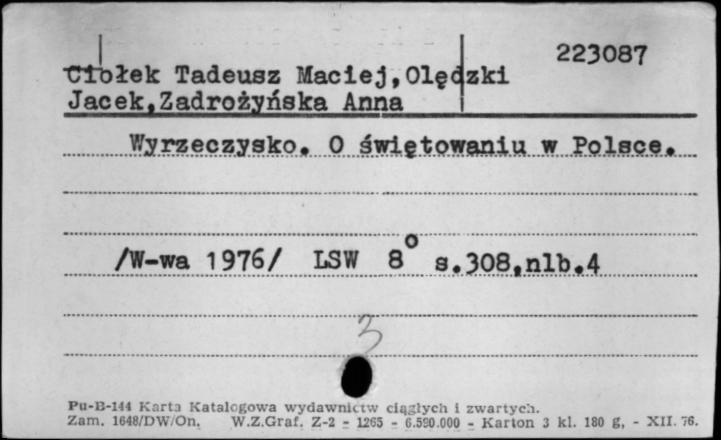 223087
Ciołek Tadeusz Maciej,Olędzki
Jacek,Zadrożyńska Anna
Wyrzeczysko. O świętowaniu w Polsce.
/W-wa 1976/ LSW 8° s.308,nlb.4
3
Pu-B-144 Karta Katalogowa wydawnictw ciągłych i zwartych.
Zam. 1648/DW/On. W.Z.Graf. Z-2 - 1265 - 6.590.000 - Karton 3 kl. 180 g, - XII. 76.